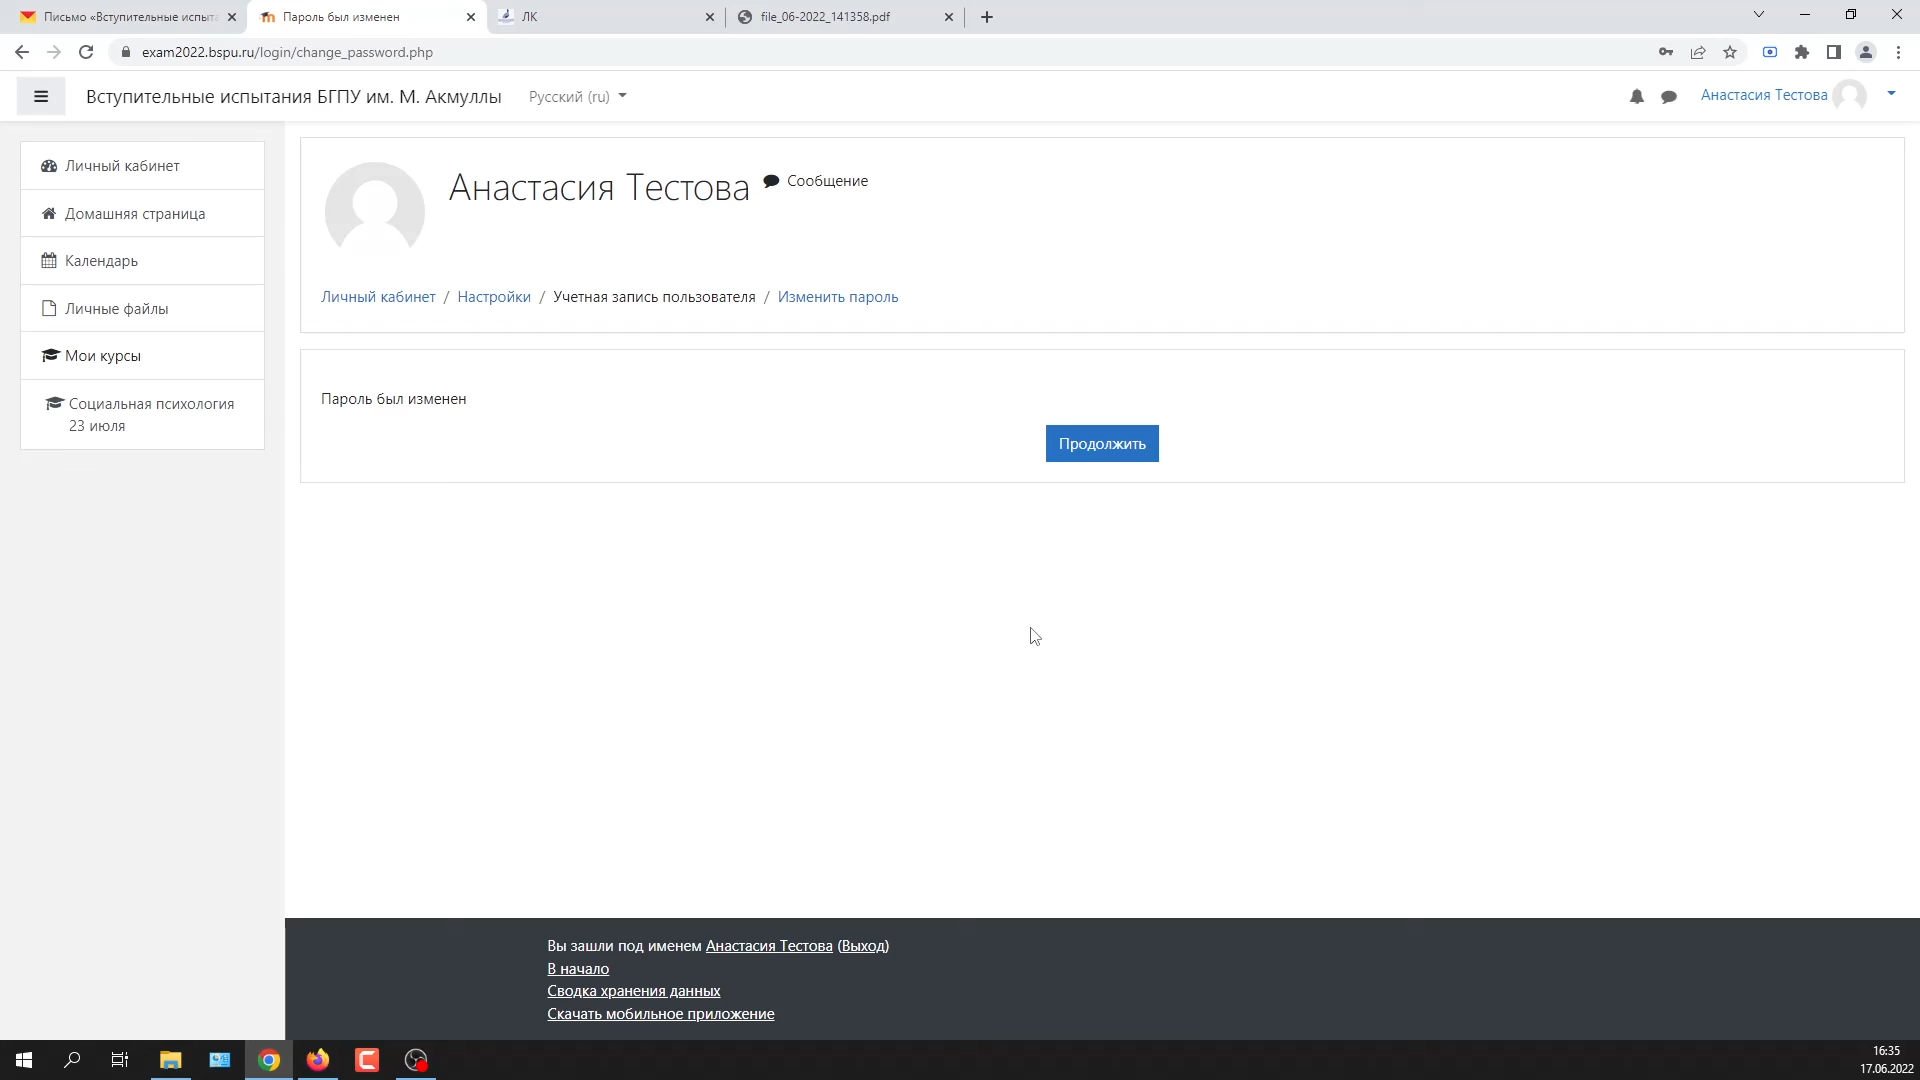 Письмо «Вступительные испыта
Пароль был изменен
ЛК
file_06-2022_141358.pdf
exam2022.bspu.ru/login/change_password.php
Вступительные испытания БГПУ им. М. Акмуллы
Русский (ru)
Анастасия Тестова
Личный кабинет
Домашняя страница
Календарь
Личные файлы
Мои курсы
Социальная психология
23 июля
Анастасия Тестова
Сообщение
Личный кабинет / Настройки / Учетная запись пользователя / Изменить пароль
Пароль был изменен
Продолжить
Вы зашли под именем Анастасия Тестова (Выход)
В начало
Сводка хранения данных
Скачать мобильное приложение
16:35
17.06.2022